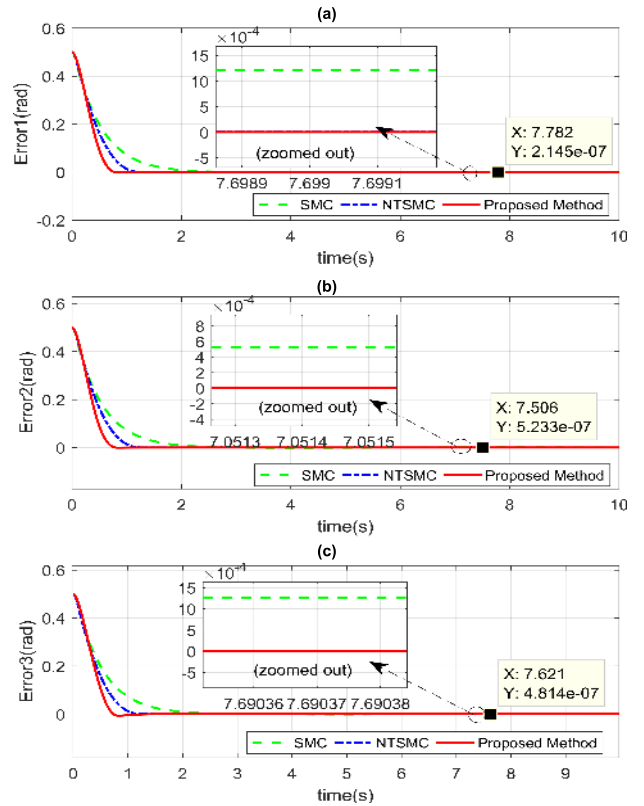 (a)
×10^-4
15
10
5
0
-5
(zoomed out)
7.6989 7.699 7.6991
X: 7.782
Y: 2.145e-07
0.6
0.4
0.2
0
-0.2
Error1(rad)
SMC NTSMC Proposed Method
0 2 4 6 8 10
time(s)
(b)
×10^-4
8
6
4
2
0
-2
-4
(zoomed out)
7.0513 7.0514 7.0515
X: 7.506
Y: 5.233e-07
0.6
0.4
0.2
0
Error2(rad)
SMC NTSMC Proposed Method
0 2 4 6 8 10
time(s)
(c)
15
10
5
0
-5
(zoomed out)
7.69036 7.69037 7.69038
X: 7.621
Y: 4.814e-07
0.6
0.4
0.2
0
Error3(rad)
SMC NTSMC Proposed Method
0 1 2 3 4 5 6 7 8 9
time(s)